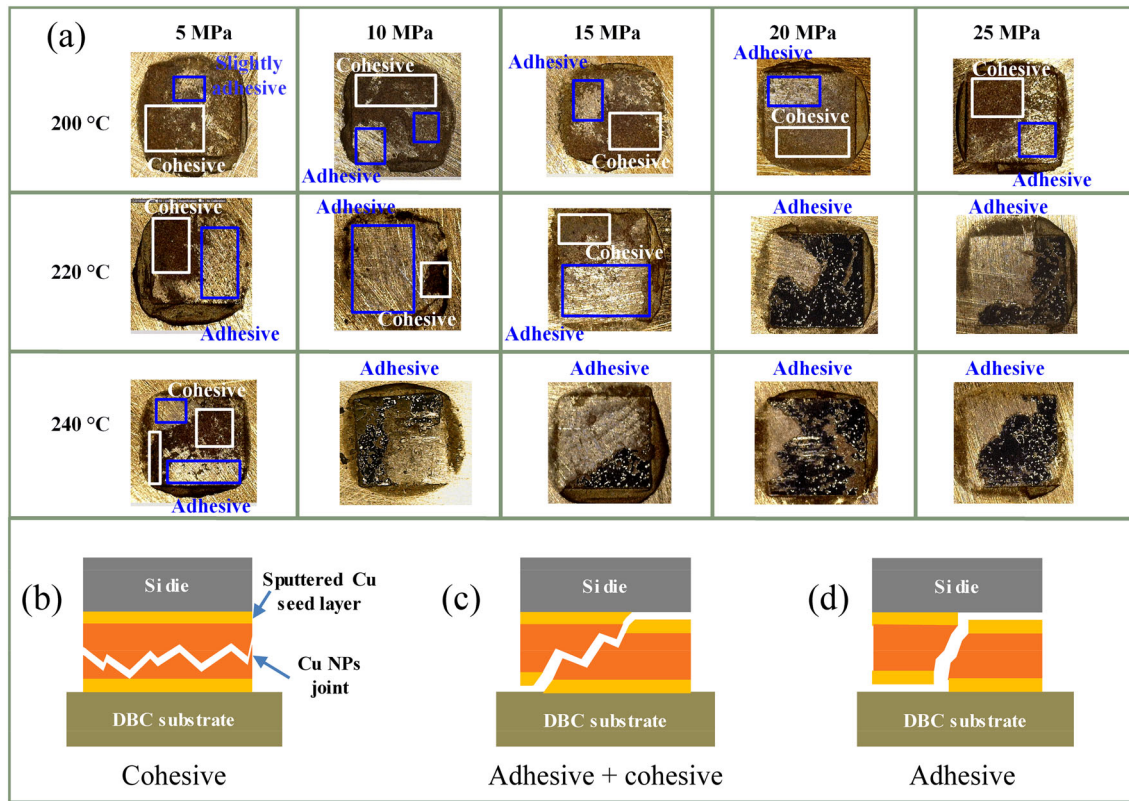 (a)
5 MPa
10 MPa
15 MPa
20 MPa
25 MPa
200 °C
Slightly
adhesive
Cohesive
Cohesive
Adhesive
Adhesive
Cohesive
Adhesive
Cohesive
Cohesive
Adhesive
220 °C
Cohesive
Adhesive
Adhesive
Cohesive
Cohesive
Adhesive
Adhesive
Adhesive
240 °C
Cohesive
Adhesive
Adhesive
Adhesive
Adhesive
Adhesive
(b)
Si die
Sputtered Cu
seed layer
Cu NPs
joint
DBC substrate
Cohesive
(c)
Si die
DBC substrate
Adhesive + cohesive
(d)
Si die
DBC substrate
Adhesive